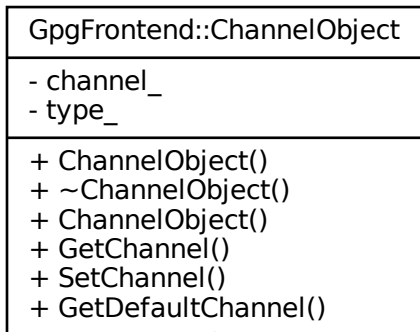 GpgFrontend::ChannelObject
- channel_
- type_
+ ChannelObject()
+ ~ChannelObject()
+ ChannelObject()
+ GetChannel()
+ SetChannel()
+ GetDefaultChannel()